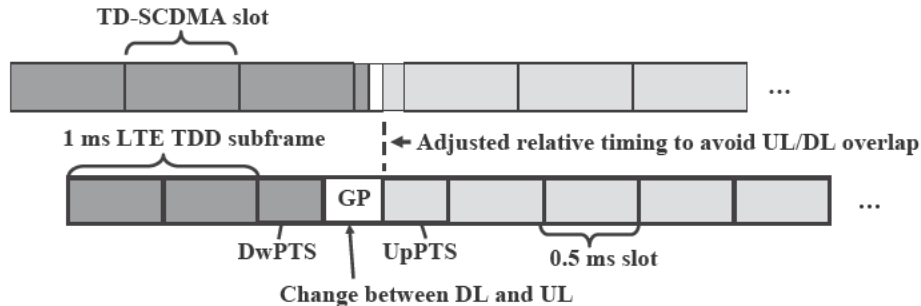 TD-SCDMA slot
...
1 ms LTE TDD subframe
Adjusted relative timing to avoid UL/DL overlap
GP
...
DwPTS
UpPTS
0.5 ms slot
Change between DL and UL